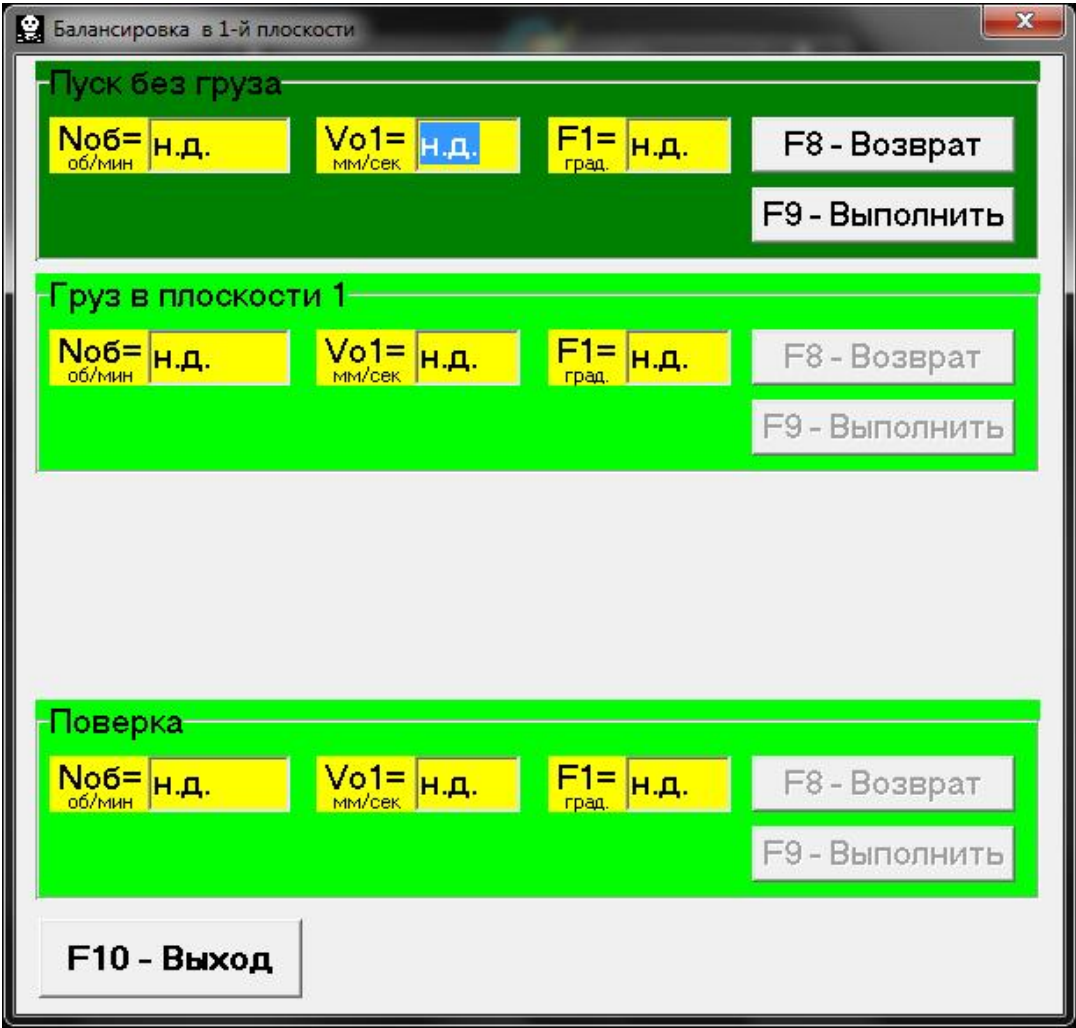 Балансировка в 1-й плоскости
x
Пуск без груза
Nоб= н.д. Vo1= н.д. F1= н.д. F8 - Возврат
об/мин мм/сек град.
F9 - Выполнить
Груз в плоскости 1
Nоб= н.д. Vo1= н.д. F1= н.д. F8 - Возврат
об/мин мм/сек град.
F9 - Выполнить
Поверка
Nоб= н.д. Vo1= н.д. F1= н.д. F8 - Возврат
об/мин мм/сек град.
F9 - Выполнить
F10 - Выход